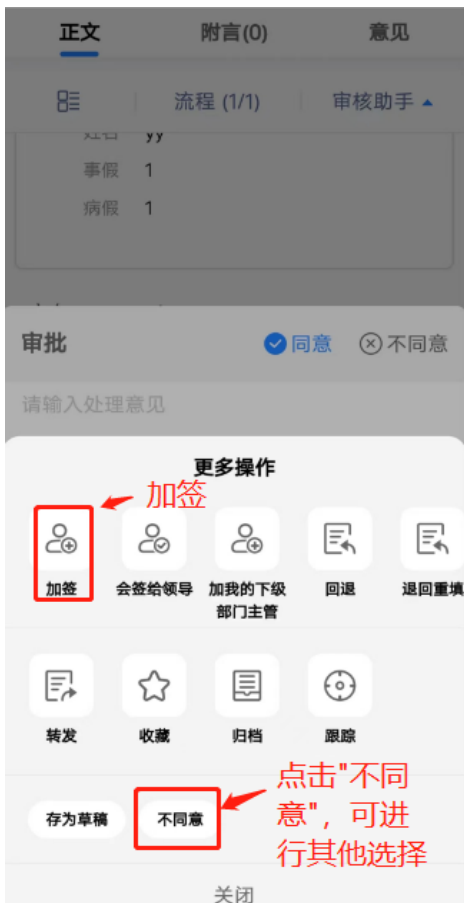 正文 附言(0) 意见
流程 (1/1) 审核助手
姓名 yy
事假 1
病假 1
审批 同意 不同意
请输入处理意见
更多操作
加签
加签 会签给领导 加我的下级部门主管 回退 退回重填
转发 收藏 归档 跟踪
点击"不同
意"，可进
行其他选择
存为草稿 不同意
关闭